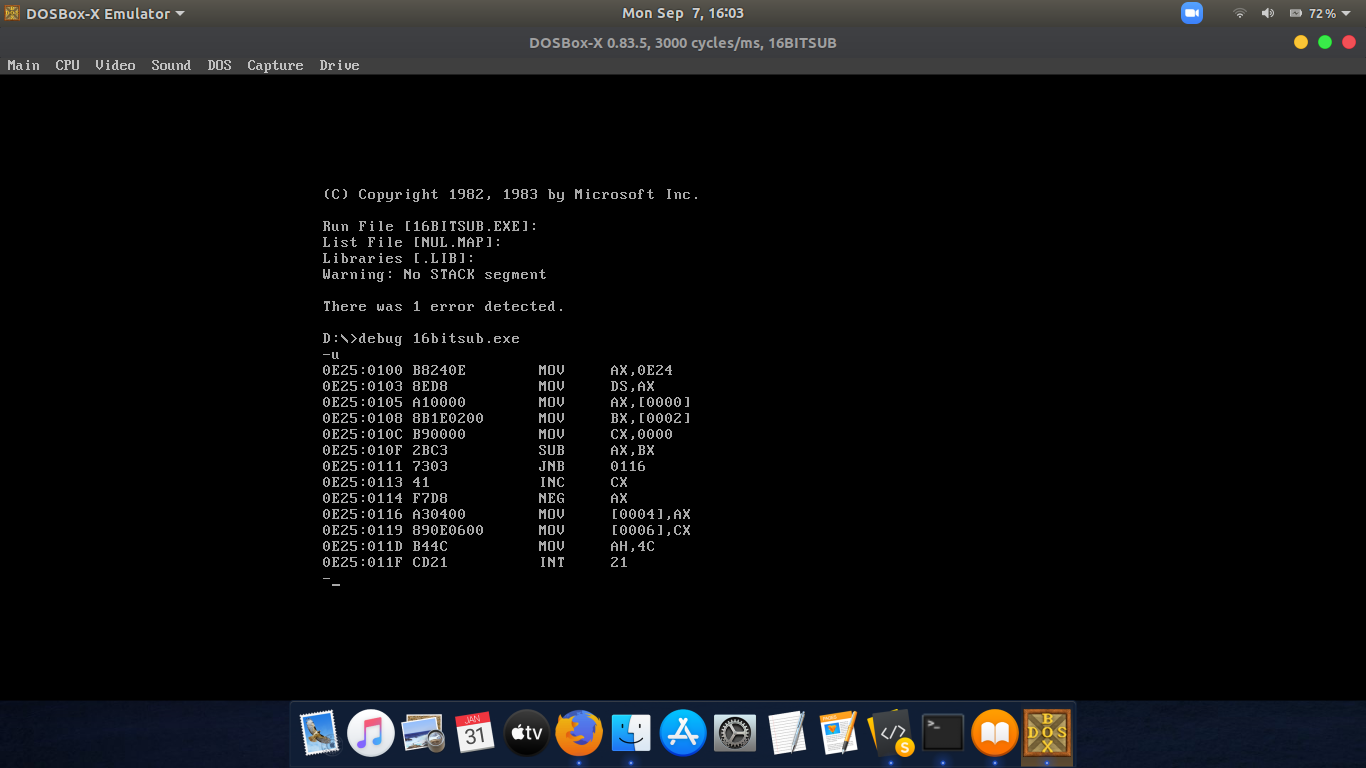 DOSBox-X Emulator
Mon Sep 7, 16:03
72%
DOSBox-X 0.83.5, 3000 cycles/ms, 16BITSUB
Main CPU Video Sound DOS Capture Drive
(C) Copyright 1982, 1983 by Microsoft Inc.
Run File [16BITSUB.EXE]:
List File [NUL.MAP]:
Libraries [.LIB]:
Warning: No STACK segment
There was 1 error detected.
D:\>debug 16bitsub.exe
-u
0E25:0100 B8240E MOV AX,0E24
0E25:0103 8ED8 MOV DS,AX
0E25:0105 A10000 MOV AX,[0000]
0E25:0108 8B1E0200 MOV BX,[0002]
0E25:010C B90000 MOV CX,0000
0E25:010F 2BC3 SUB AX,BX
0E25:0111 7303 JNB 0116
0E25:0113 41 INC CX
0E25:0114 F7D8 NEG AX
0E25:0116 A30400 MOV [0004],AX
0E25:0119 890E0600 MOV [0006],CX
0E25:011D B44C MOV AH,4C
0E25:011F CD21 INT 21
-_
JAN
31
tv
</> S
>_
BOX
DOS